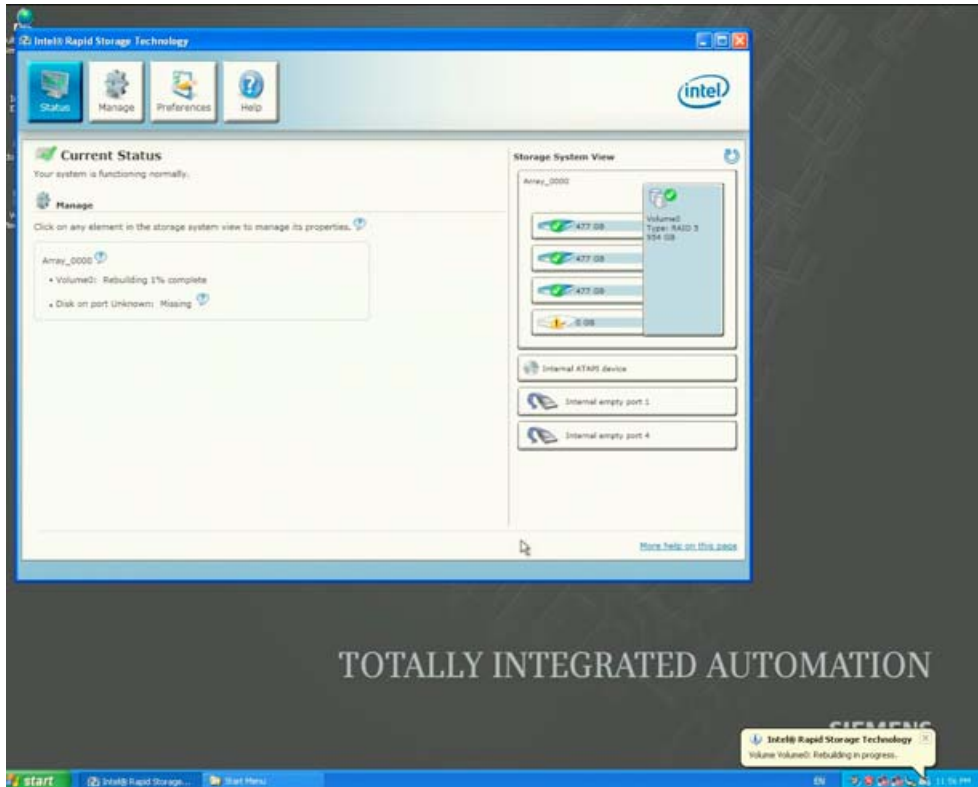 Intel® Rapid Storage Technology
Status
Manage
Preferences
Help
intel
Current Status
Your system is functioning normally.
Manage
Click on any element in the storage system view to manage its properties.
Array_0000
• Volume0: Rebuilding 1% complete
• Disk on port Unknown: Missing
Storage System View
Array_0000
477 GB
477 GB
477 GB
0 GB
Volume0
Type: RAID 5
954 GB
Internal ATAPI device
Internal empty port 1
Internal empty port 4
More help on this page
TOTALLY INTEGRATED AUTOMATION
SIEMENS
Intel® Rapid Storage Technology
Volume Volume0: Rebuilding in progress.
start
Intel® Rapid Storage...
Start Menu
EN
11:56 PM